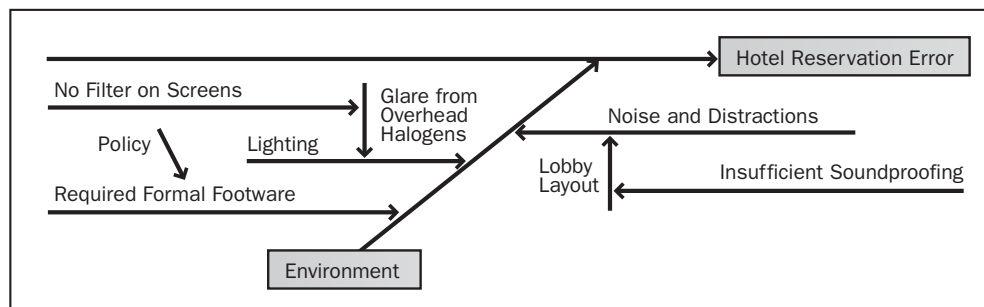 Hotel Reservation Error
No Filter on Screens
Glare from
Overhead
Halogens
Noise and Distractions
Policy
Lighting
Lobby
Layout
Insufficient Soundproofing
Required Formal Footware
Environment